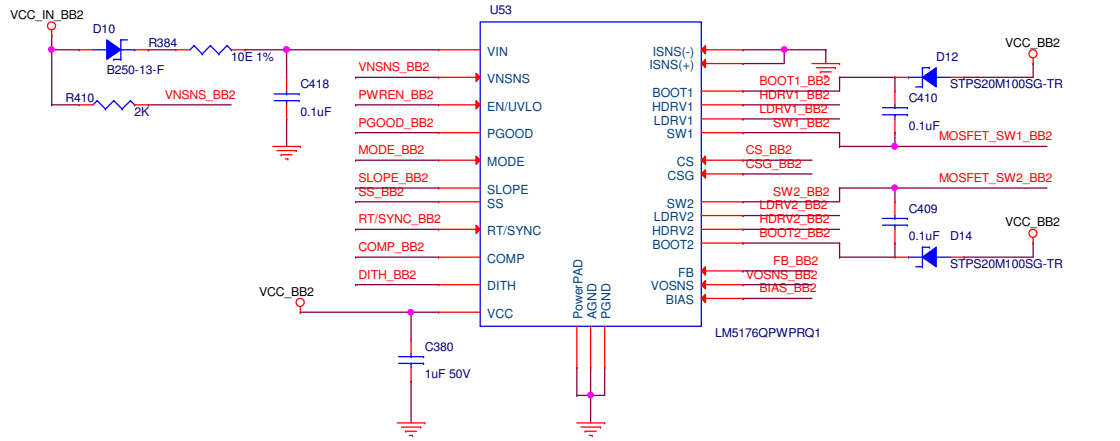 U53
VCC_IN_BB2
D10
B250-13-F
R384
10E 1%
R410
2K
VNSNS_BB2
C418
0.1uF
VNSNS_BB2
PWREN_BB2
PGOOD_BB2
MODE_BB2
SLOPE_BB2
SS_BB2
RT/SYNC_BB2
COMP_BB2
DITH_BB2
VCC_BB2
C380
1uF 50V
VIN
VNSNS
EN/UVLO
PGOOD
MODE
SLOPE
SS
RT/SYNC
COMP
DITH
VCC
PowerPAD
AGND
PGND
ISNS(-)
ISNS(+)
BOOT1
HDRV1
LDRV1
SW1
CS
CSG
SW2
LDRV2
HDRV2
BOOT2
FB
VOSNS
BIAS
LM5176QPWPRQ1
BOOT1_BB2
HDRV1_BB2
LDRV1_BB2
SW1_BB2
CS_BB2
CSG_BB2
SW2_BB2
LDRV2_BB2
HDRV2_BB2
BOOT2_BB2
FB_BB2
VOSNS_BB2
BIAS_BB2
D12
VCC_BB2
STPS20M100SG-TR
C410
0.1uF
MOSFET_SW1_BB2
MOSFET_SW2_BB2
C409
0.1uF
D14
VCC_BB2
STPS20M100SG-TR